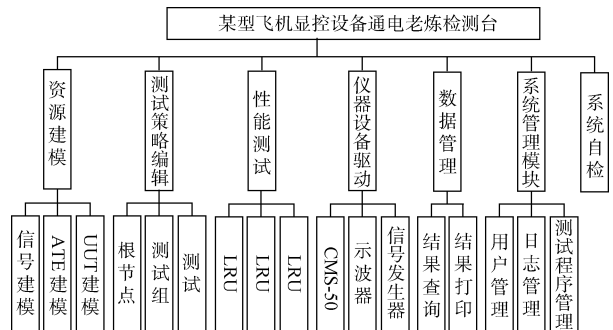 某型飞机显控设备通电老炼检测台
资源建模
测试策略编辑
性能测试
仪器设备驱动
数据管理
系统管理模块
系统自检
信号建模
ATE建模
UUT建模
根节点
测试组
测试
LRU
LRU
LRU
CMS-50
示波器
信号发生器
结果查询
结果打印
用户管理
日志管理
测试程序管理